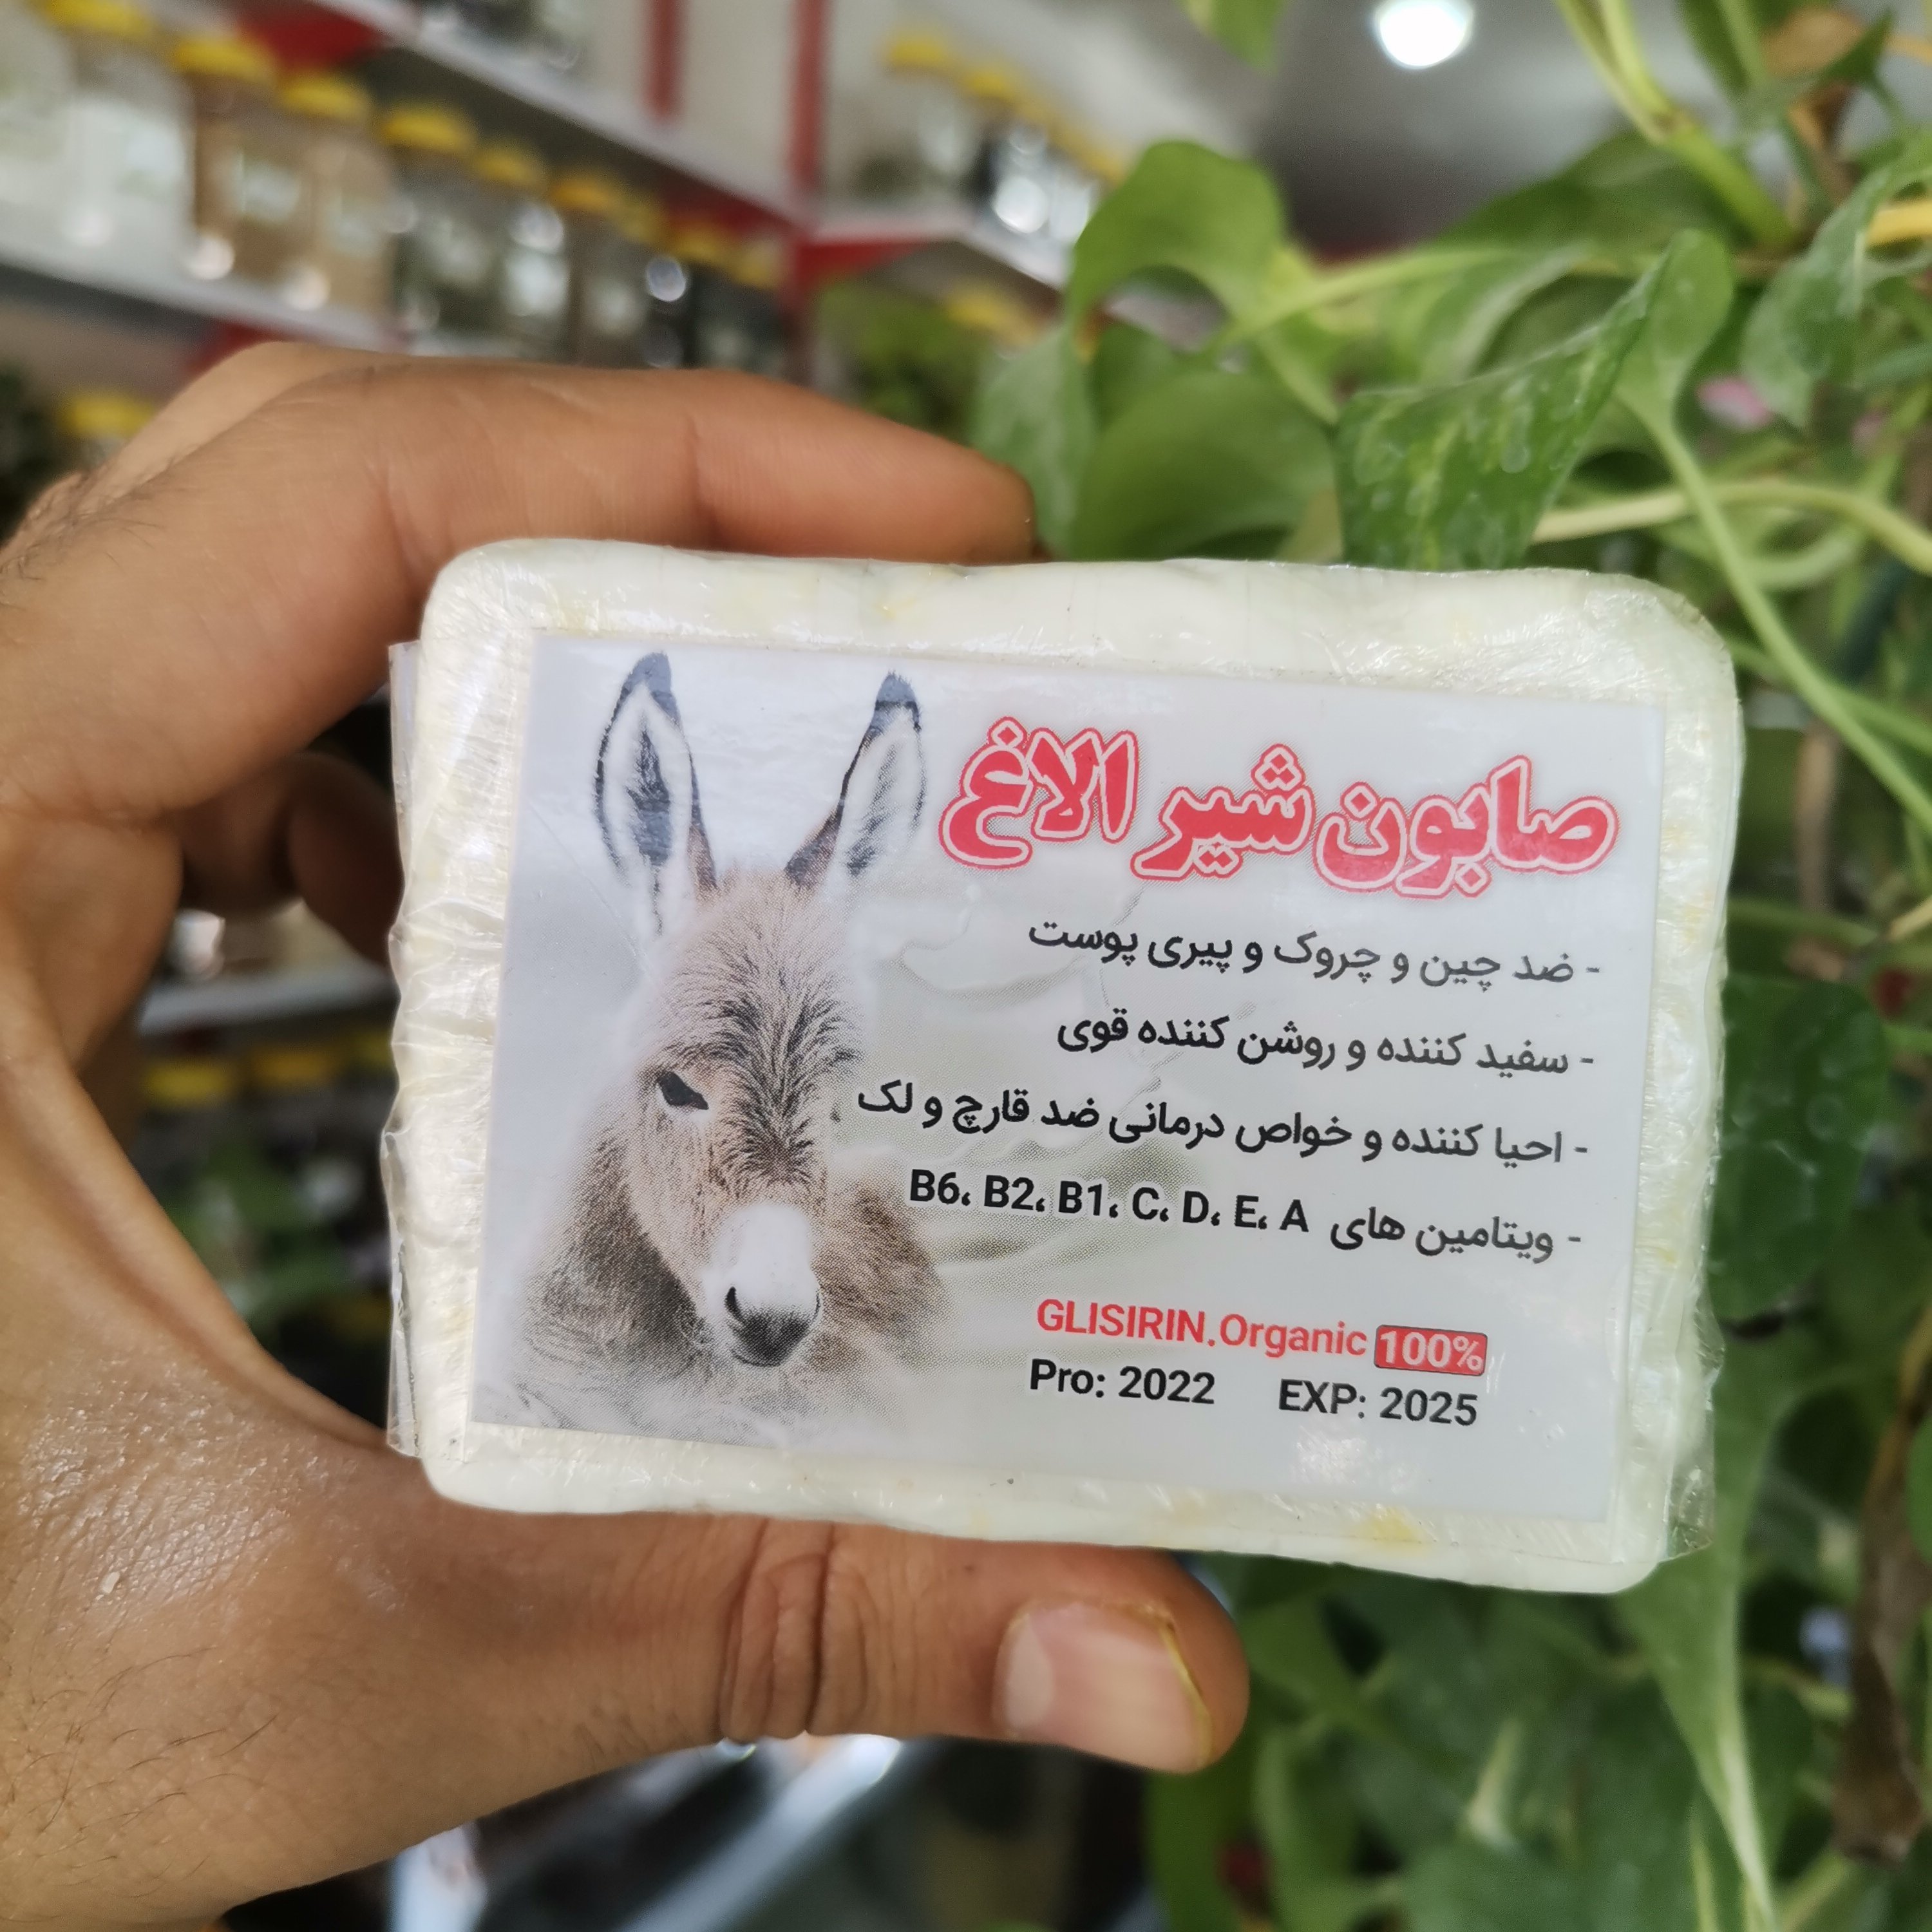 صابون شیر الاغ
- ضد چین و چروک و پیری پوست
- سفید کننده و روشن کننده قوی
- احیا کننده و خواص درمانی ضد قارچ و لک
- ویتامین های B6، B2، B1، C، D، E، A
GLISIRIN.Organic 100%
Pro: 2022 EXP: 2025